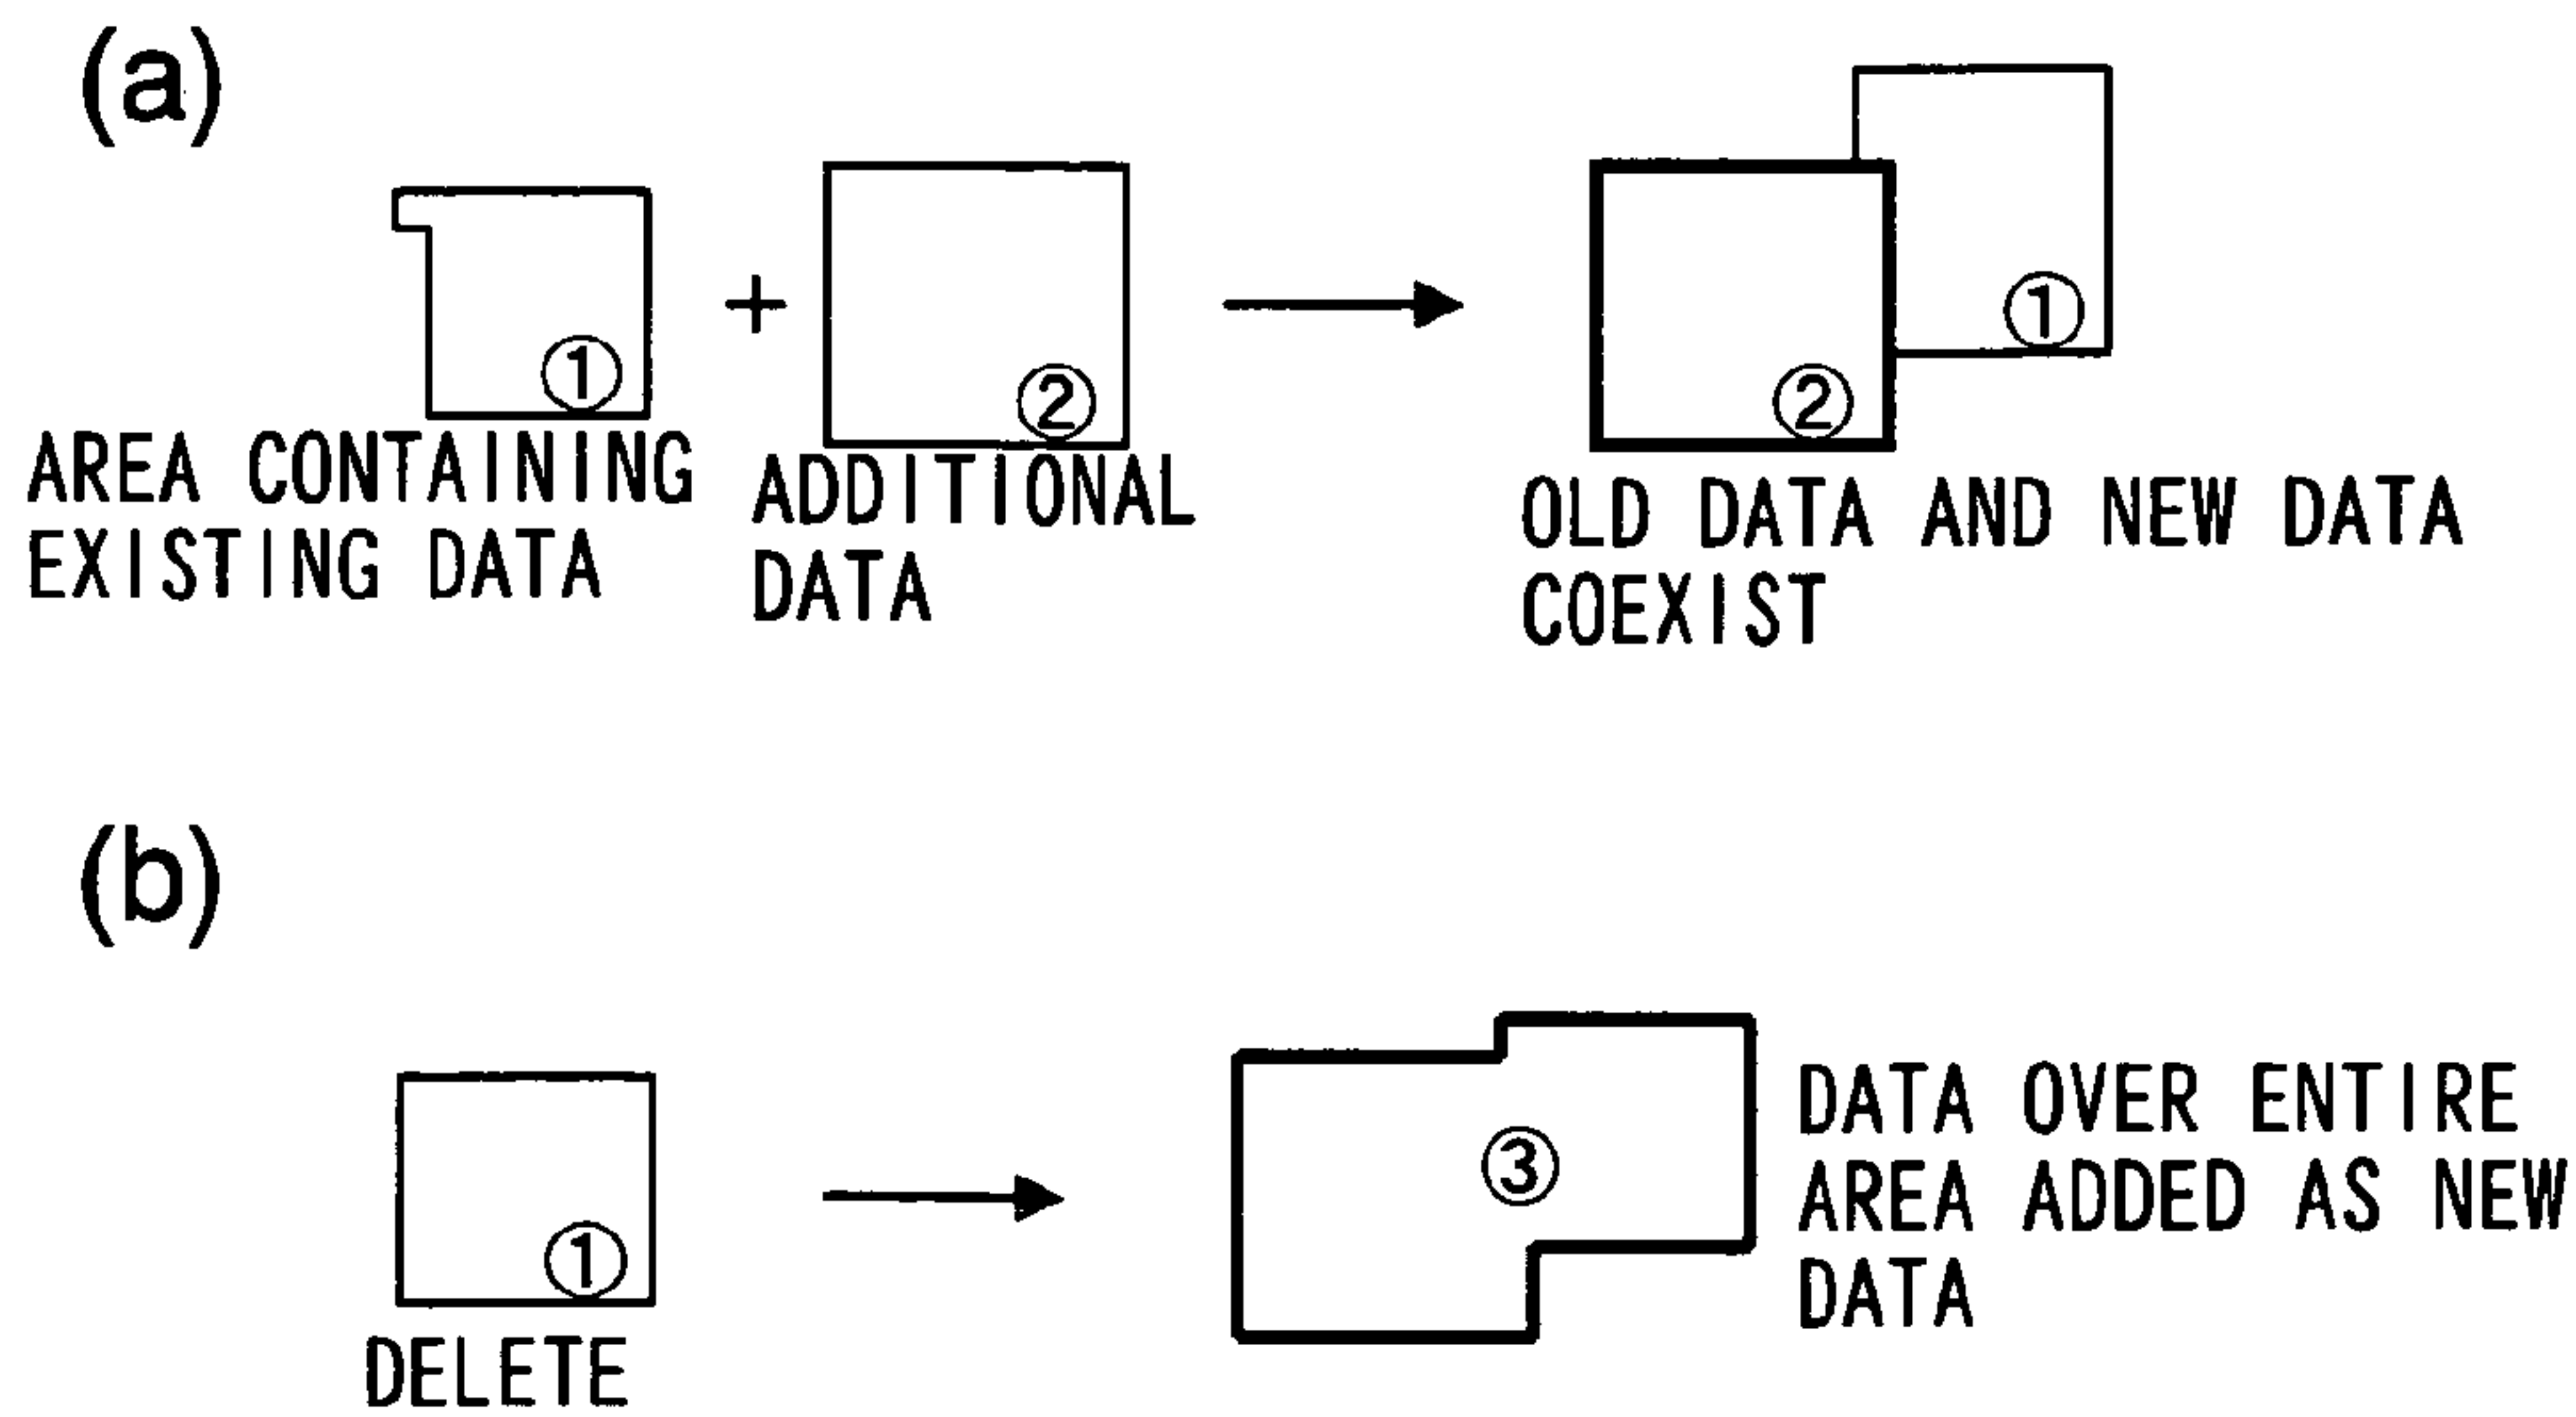 (a)
① + ② ② ①
AREA CONTAINING
EXISTING DATA
ADDITIONAL
DATA
OLD DATA AND NEW DATA
COEXIST
(b)
①
DELETE
③
DATA OVER ENTIRE
AREA ADDED AS NEW
DATA